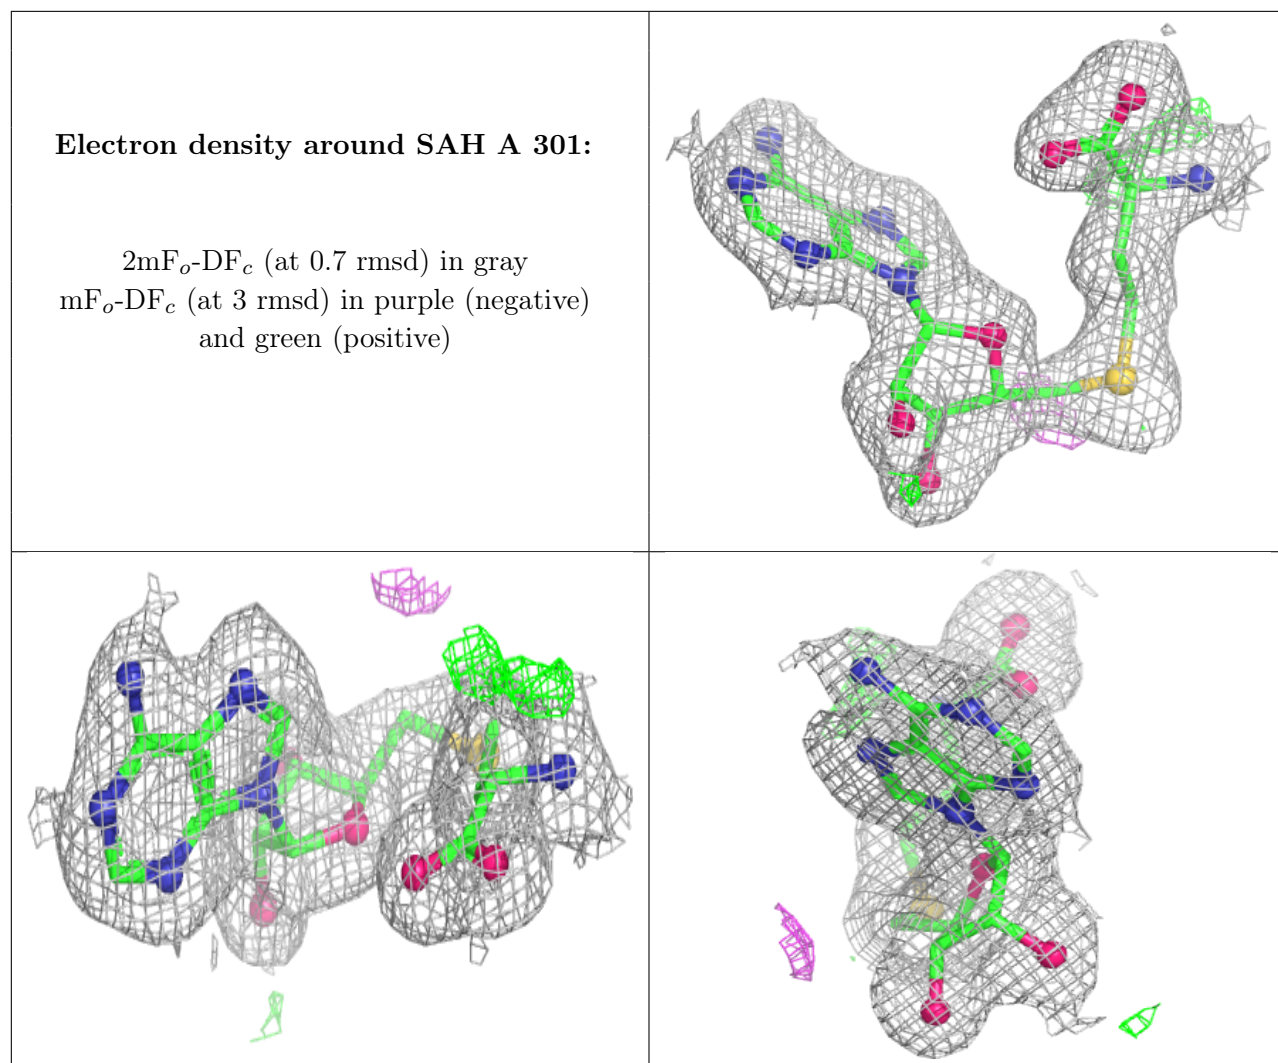 Electron density around SAH A 301:
2mFo-DFc (at 0.7 rmsd) in gray
mFo-DFc (at 3 rmsd) in purple (negative)
and green (positive)